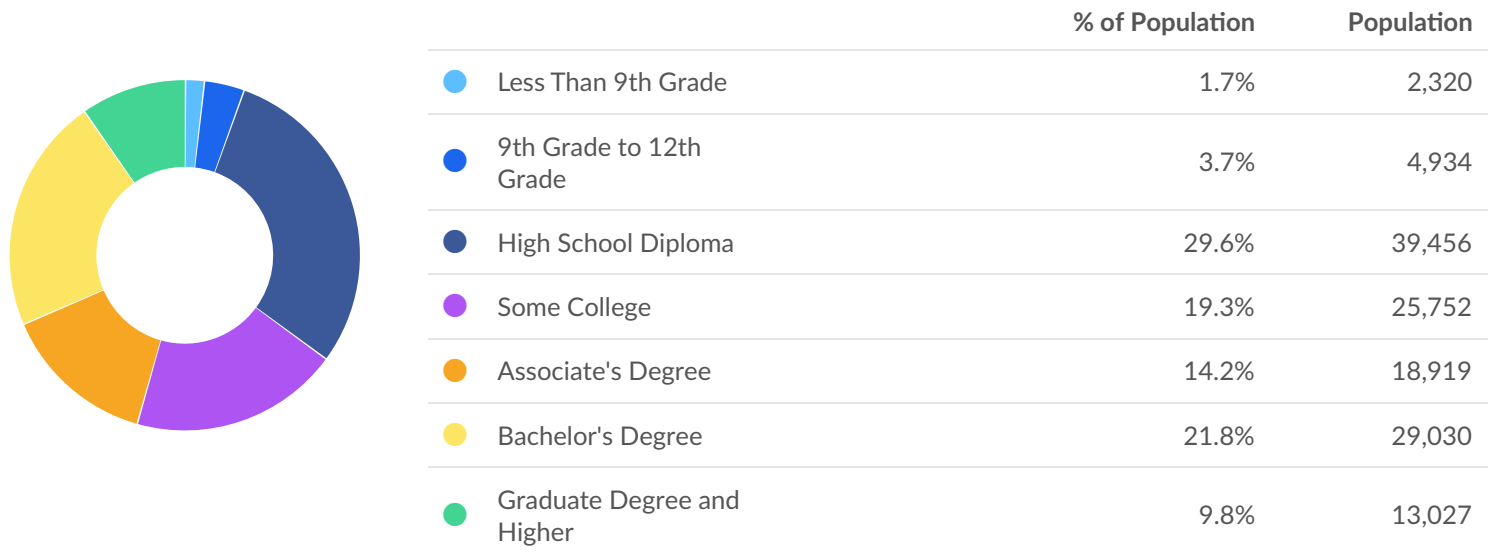 % of Population Population
Less Than 9th Grade 1.7% 2,320
9th Grade to 12th
Grade 3.7% 4,934
High School Diploma 29.6% 39,456
Some College 19.3% 25,752
Associate's Degree 14.2% 18,919
Bachelor's Degree 21.8% 29,030
Graduate Degree and
Higher 9.8% 13,027